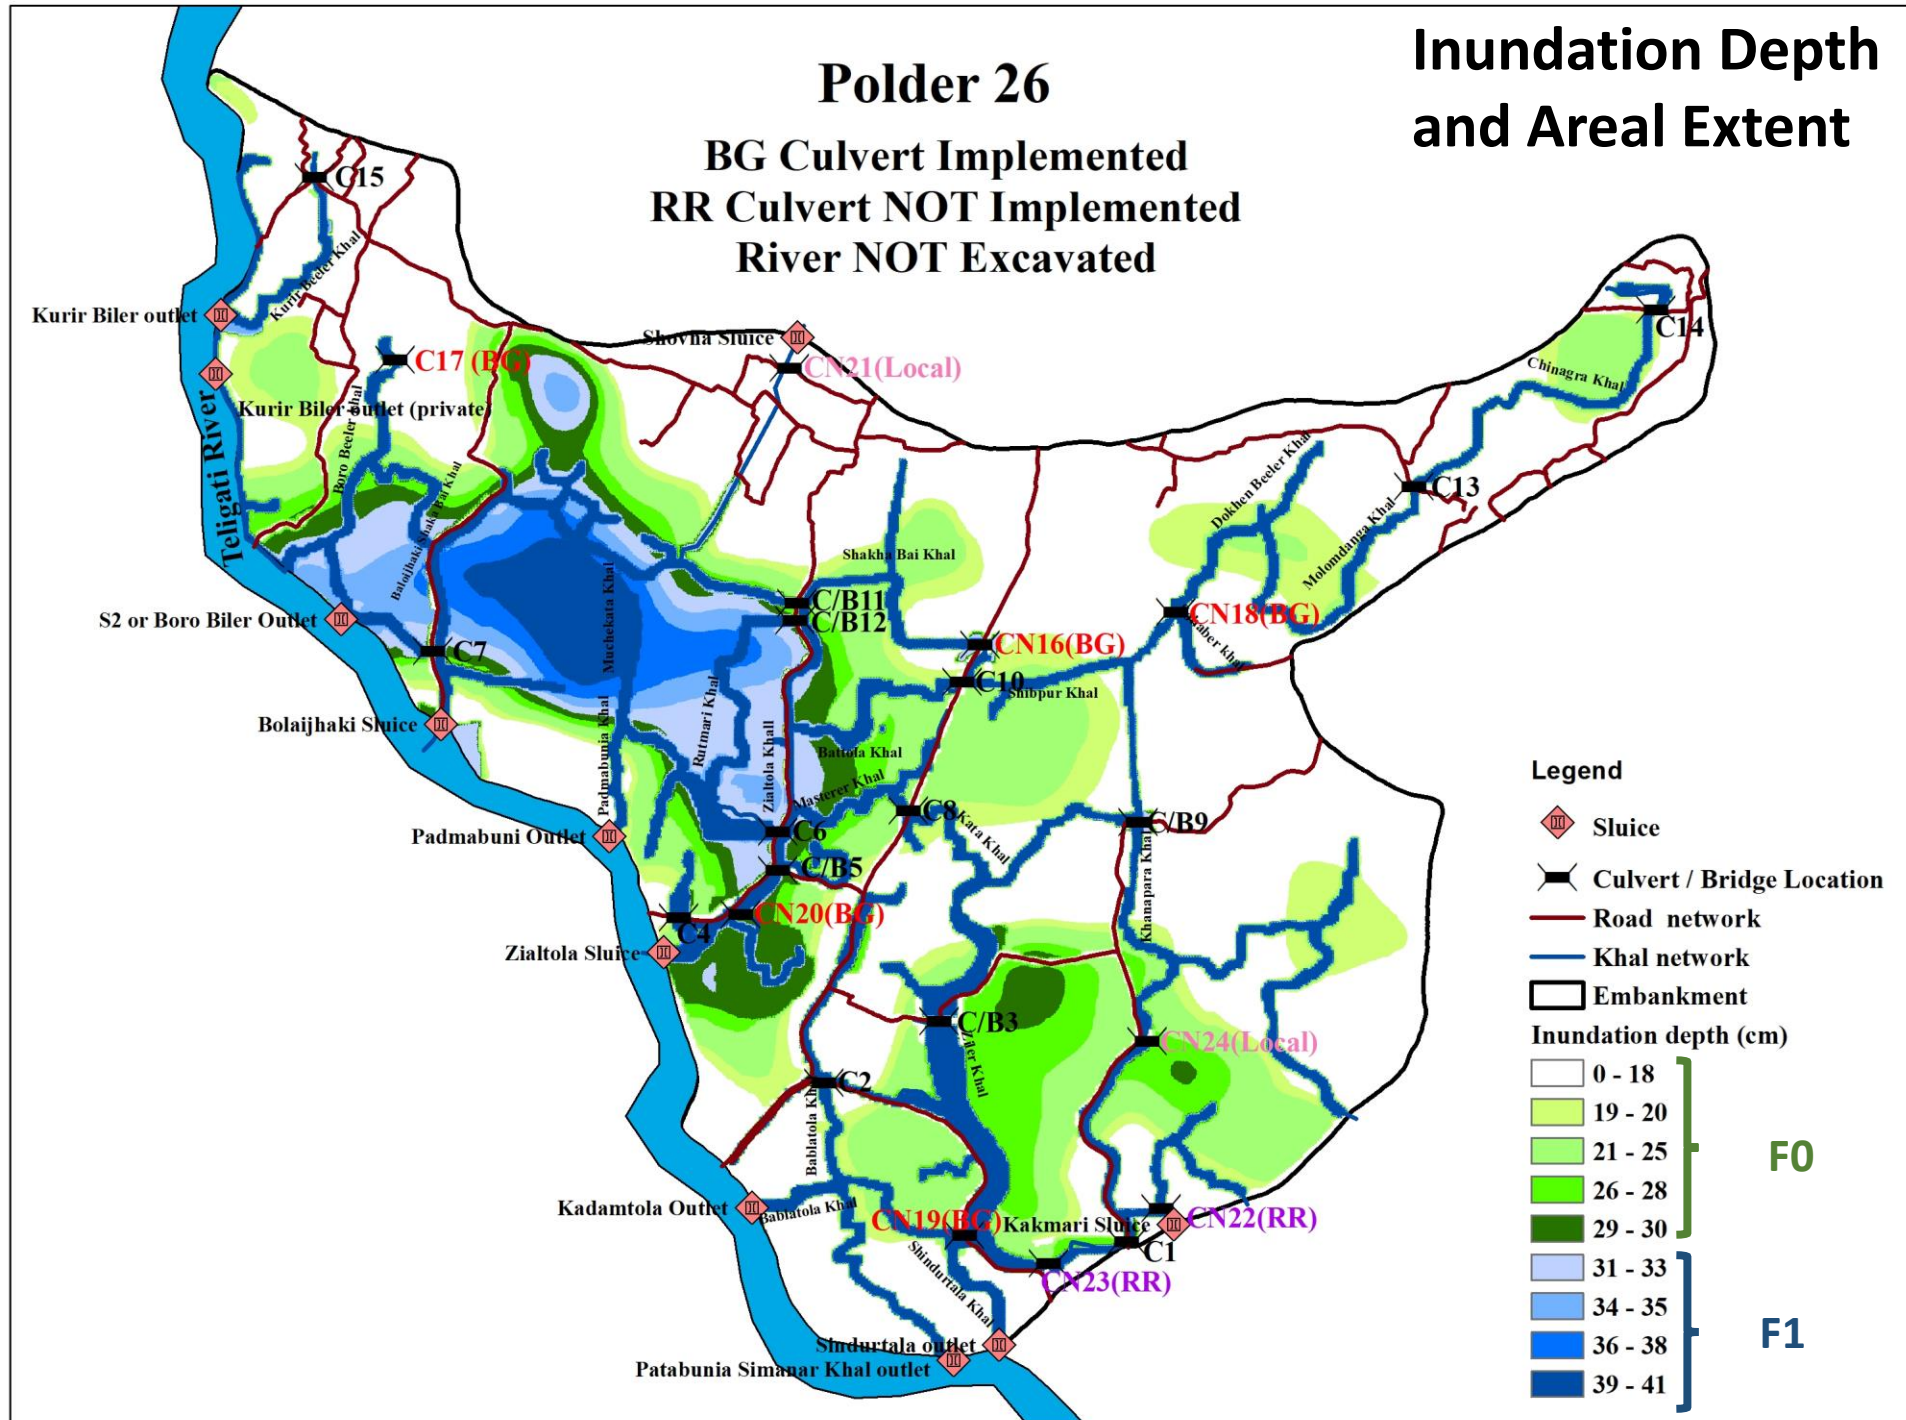 Inundation Depth
and Areal Extent
Polder 26
BG Culvert Implemented
RR Culvert NOT Implemented
River NOT Excavated
C15
Kurir Beeler Khal
Kurir Biler outlet
Shovna Sluice
CN21(Local)
C17 (BG)
Kurir Biler outlet (private)
Boro Beeler khal
Balaijhaki Shaka Bai Khal
Teligati River
C14
Chinagra Khal
C13
Dokhen Beeler Khal
Molomdanga Khal
Shakha Bai Khal
Muchekata Khal
C/B11
C/B12
S2 or Boro Biler Outlet
C7
CN16(BG)
CN18(BG)
C10
Shibpur Khal
Bolaijhaki Sluice
Padmabunia Khal
Rutmari Khal
Zialtola Khall
Battola Khal
Masterer Khal
Padmabuni Outlet
C6
C8
Kata Khal
C/B9
Khanapara Khal
C/B5
CN20(BG)
C4
Zialtola Sluice
C/B3
Ziler Khal
CN24(Local)
C2
Bablatola Kh
Kadamtola Outlet
Bablatola Khal
CN19(BG)
Kakmari Sluice
CN22(RR)
C1
CN23(RR)
Shindurtala Khal
Sindurtala outlet
Patabunia Simanar Khal outlet
Legend
Sluice
Culvert / Bridge Location
Road network
Khal network
Embankment
Inundation depth (cm)
0 - 18
19 - 20
21 - 25
26 - 28
29 - 30
F0
31 - 33
34 - 35
36 - 38
39 - 41
F1